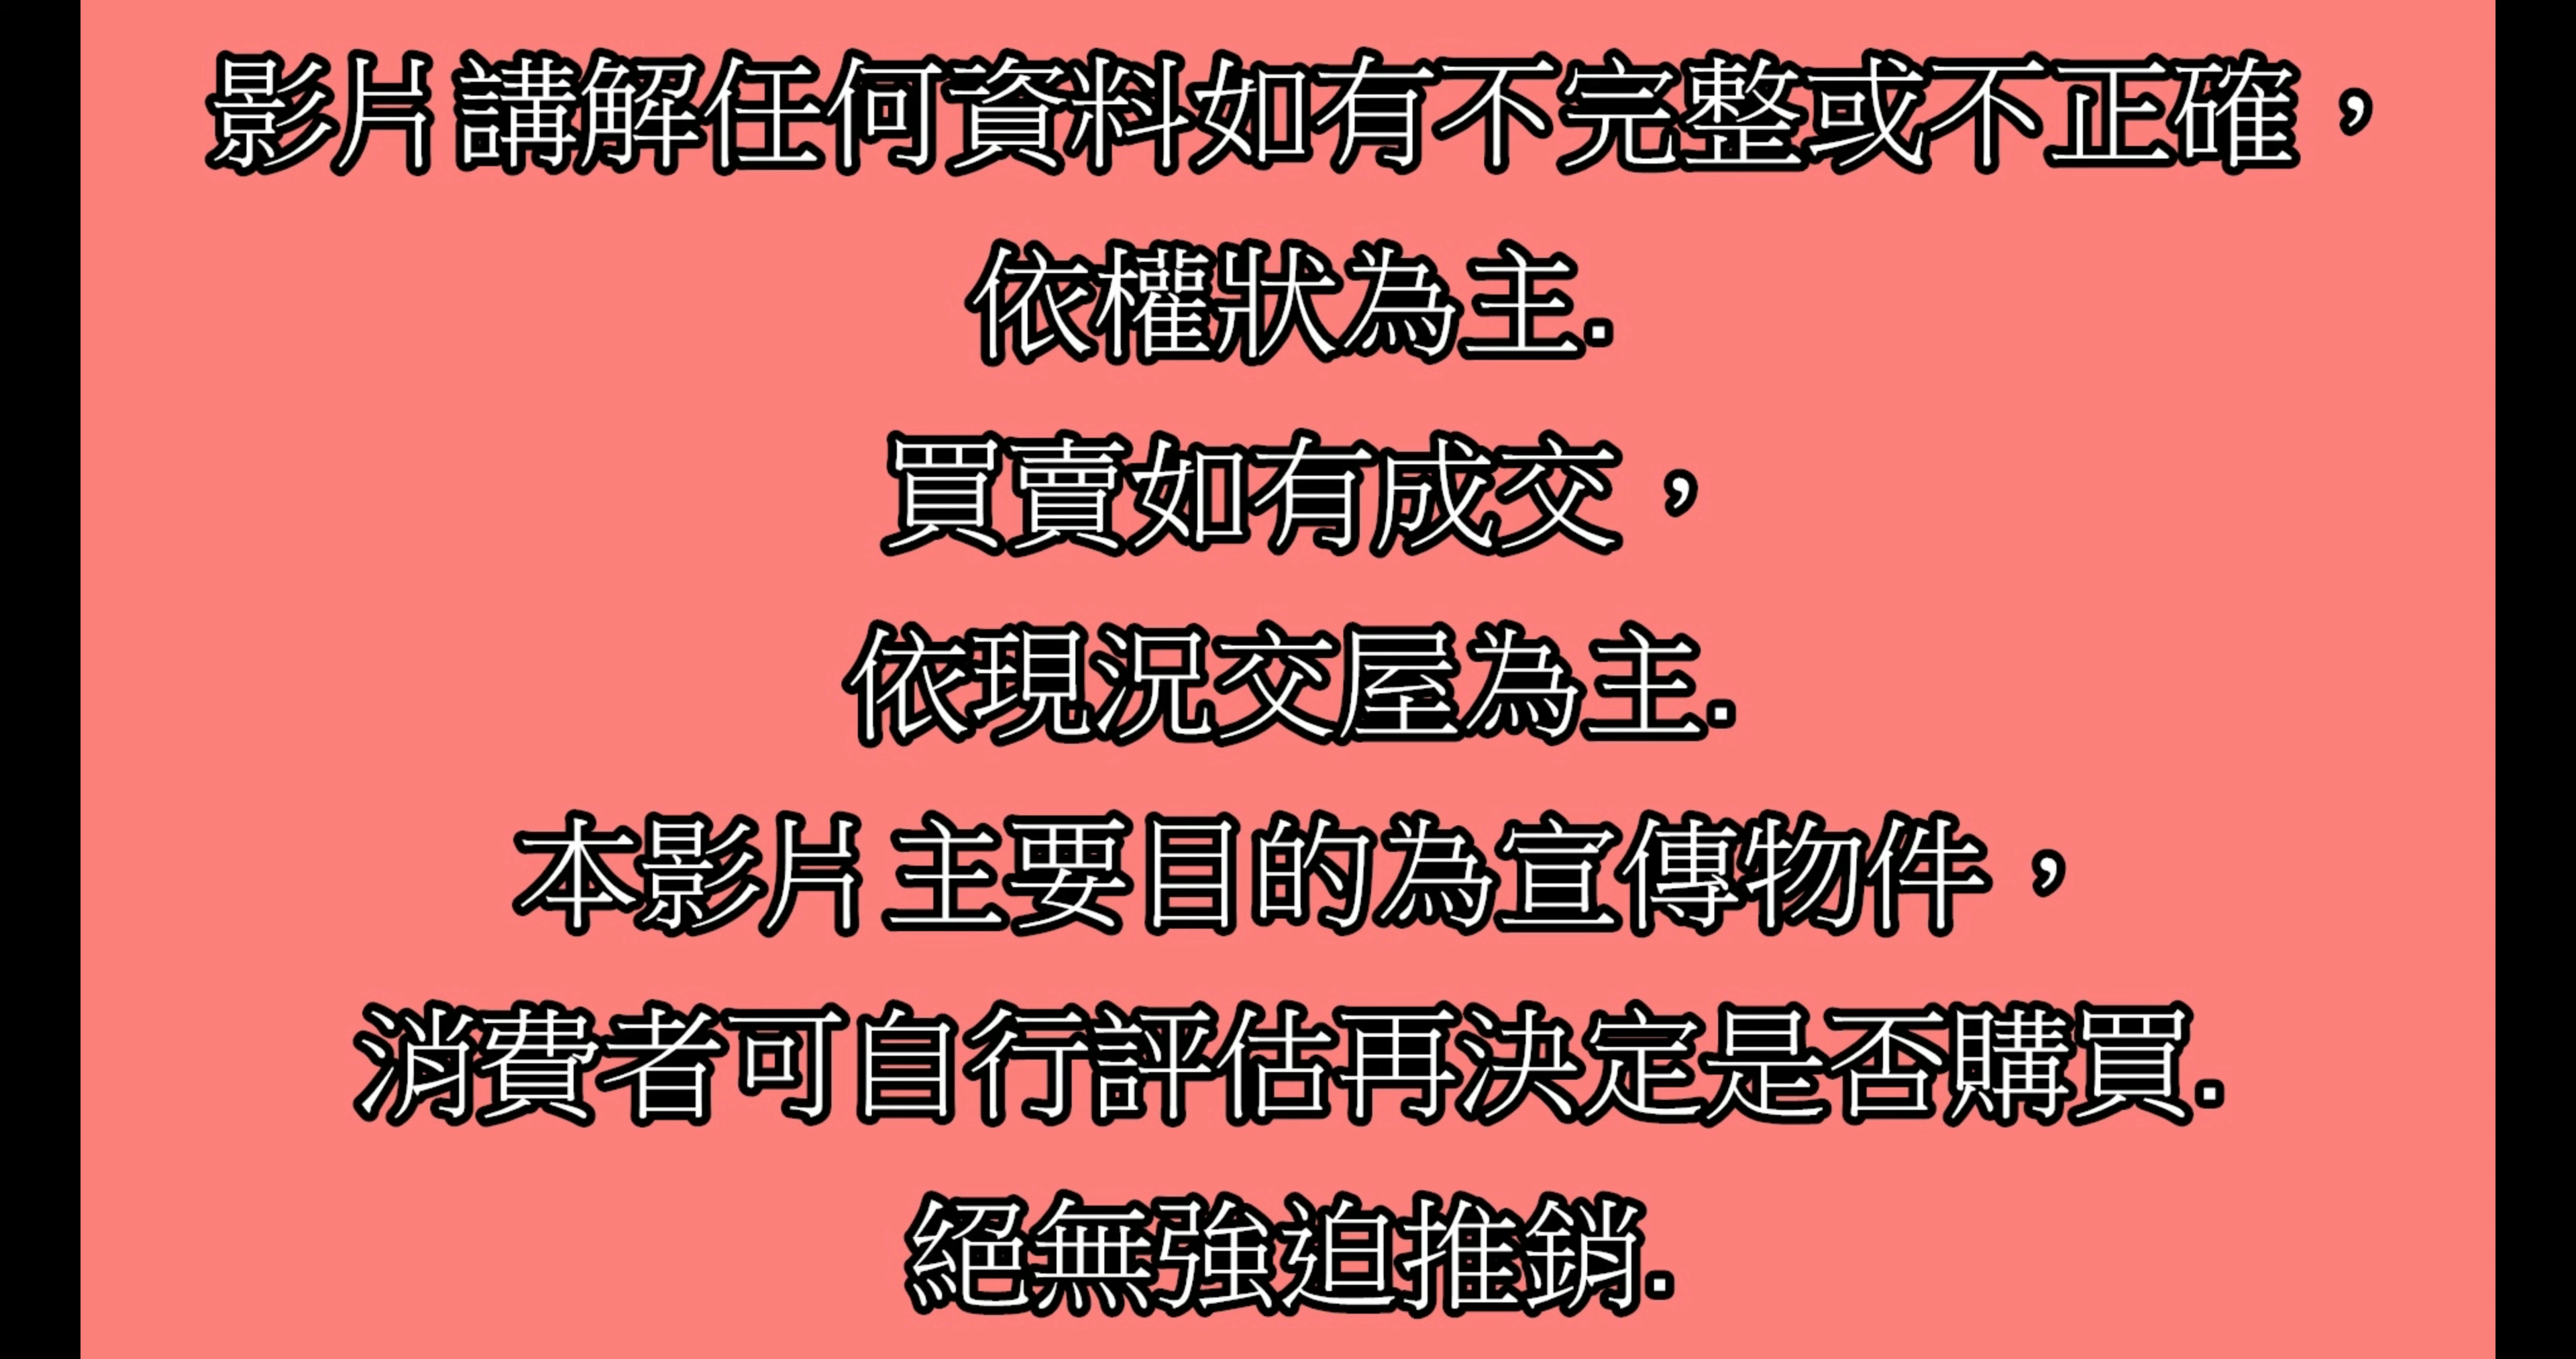 影片講解任何資料如有不完整或不正確，
依權狀為主.
買賣如有成交，
依現況交屋為主.
本影片主要目的為宣傳物件，
消費者可自行評估再決定是否購買.
絕無強迫推銷.